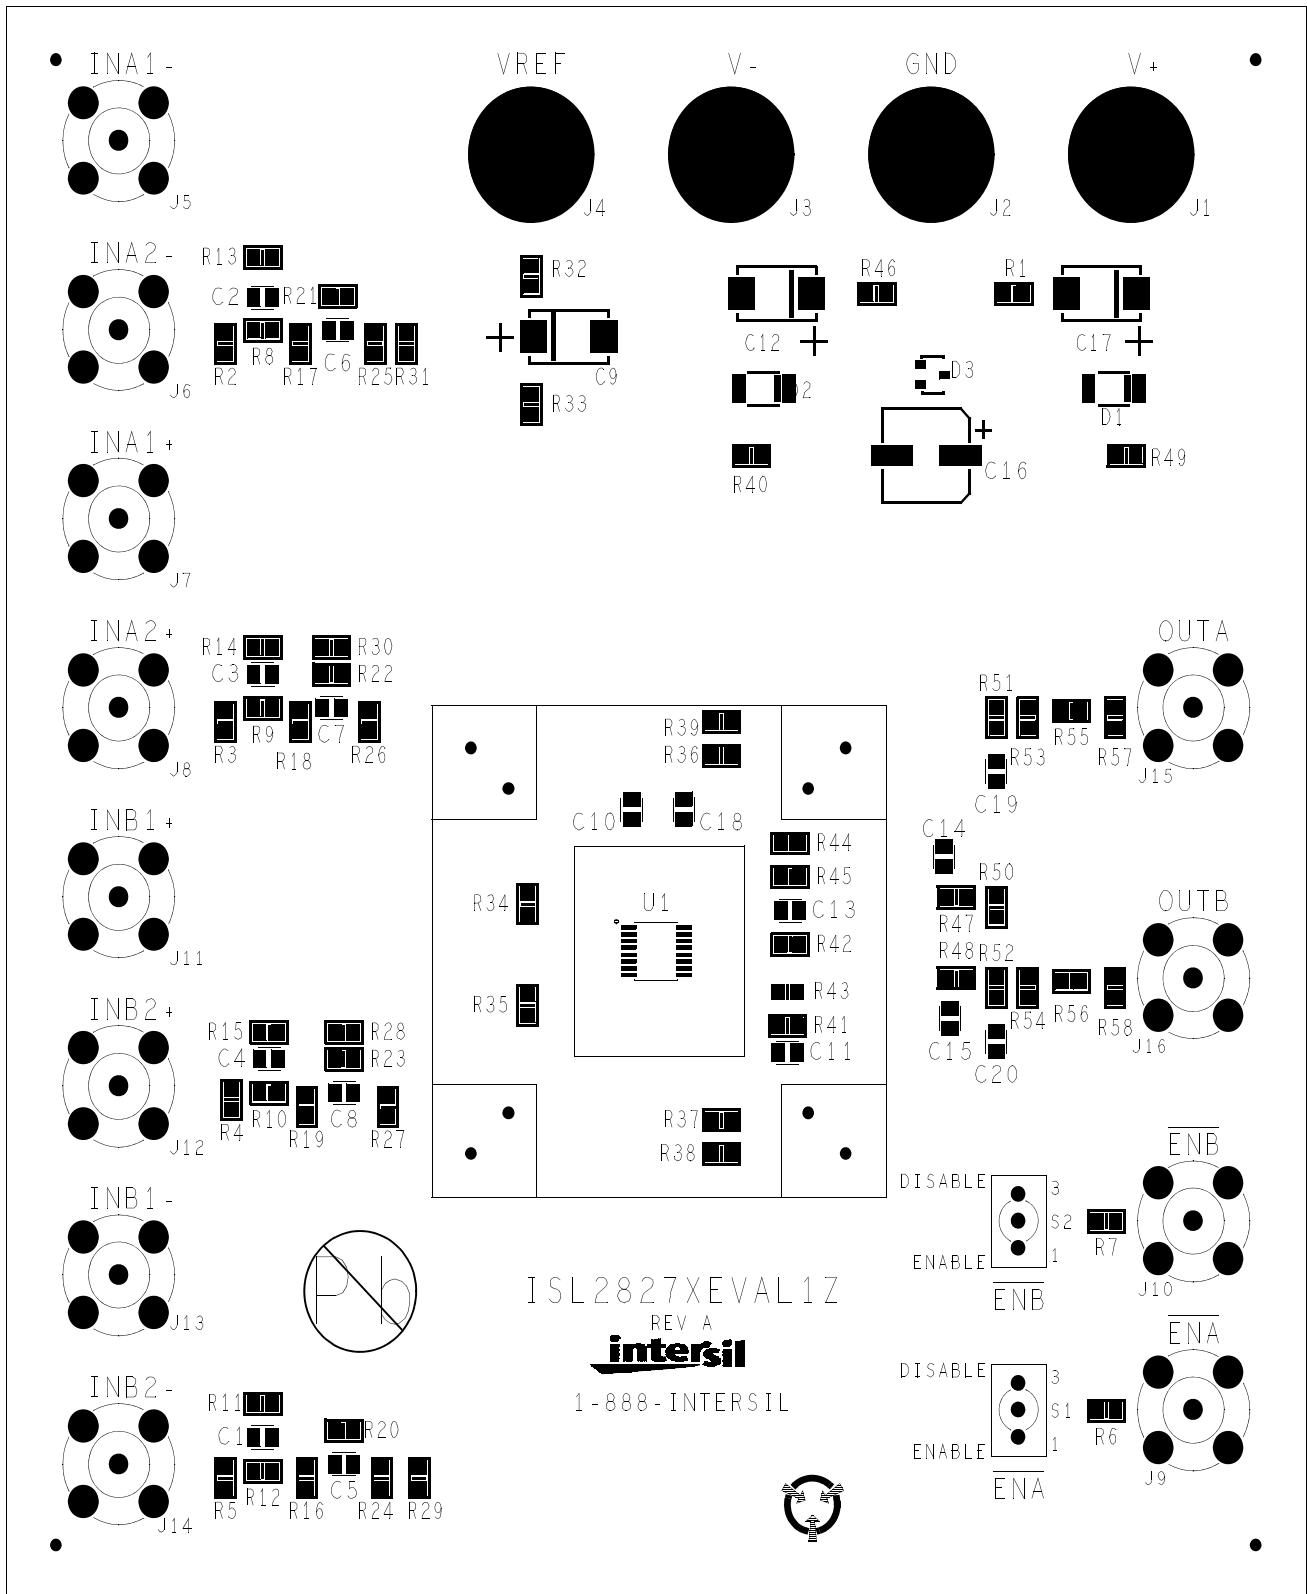 INA1-
VREF
V-
GND
V+
J5
J4
J3
J2
J1
INA2-
R13
C2
R21
R2
R8
R17
C6
R25
R31
J6
R32
C9
R33
R46
R1
C12
C17
D2
D3
D1
R40
C16
R49
INA1+
J7
INA2+
R14
R30
C3
R22
R3
R9
R18
C7
R26
J8
OUTA
R51
R53
R55
R57
J15
C19
R39
R36
C10
C18
INB1+
J11
R44
R45
U1
R34
C13
R42
R35
R43
R41
C11
C14
R50
R47
OUTB
R48
R52
R54
R56
R58
J16
C15
C20
INB2+
R15
R28
C4
R23
R4
R10
R19
C8
R27
J12
R37
R38
ENB
DISABLE
3
S2
ENABLE
1
R7
J10
ENB
INB1-
J13
Pb
ISL2827XEVAL1Z
REV A
intersil
1-888-INTERSIL
ENA
DISABLE
3
S1
ENABLE
1
R6
J9
ENA
INB2-
R11
C1
R20
R5
R12
R16
C5
R24
R29
J14